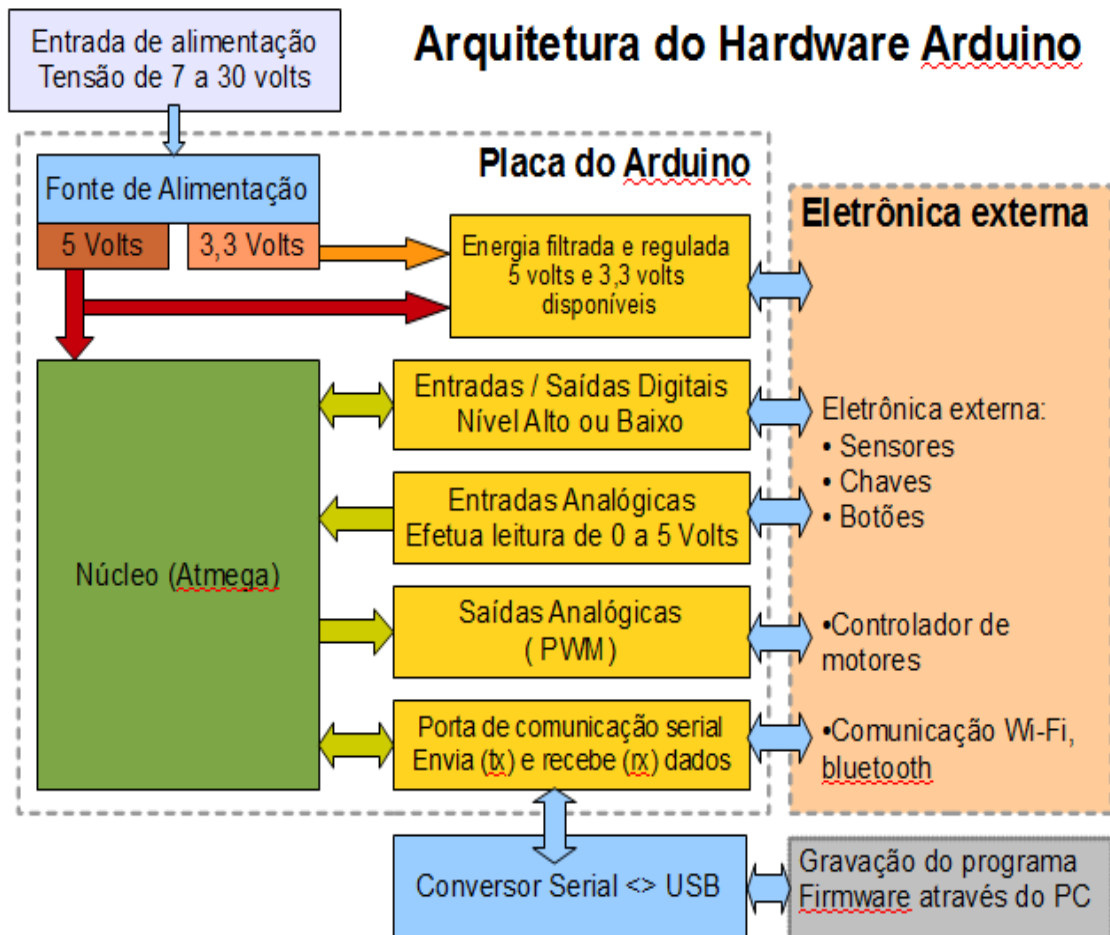 Entrada de alimentação
Tensão de 7 a 30 volts
Arquitetura do Hardware Arduino
Placa do Arduino
Fonte de Alimentação
5 Volts
3,3 Volts
Energia filtrada e regulada
5 volts e 3,3 volts
disponíveis
Eletrônica externa
Núcleo (Atmega)
Entradas / Saídas Digitais
Nível Alto ou Baixo
Entradas Analógicas
Efetua leitura de 0 a 5 Volts
Saídas Analógicas
( PWM)
Porta de comunicação serial
Envia (tx) e recebe (rx) dados
Eletrônica externa:
• Sensores
• Chaves
• Botões
•Controlador de
motores
•Comunicação Wi-Fi,
bluetooth
Conversor Serial <> USB
Gravação do programa
Firmware através do PC